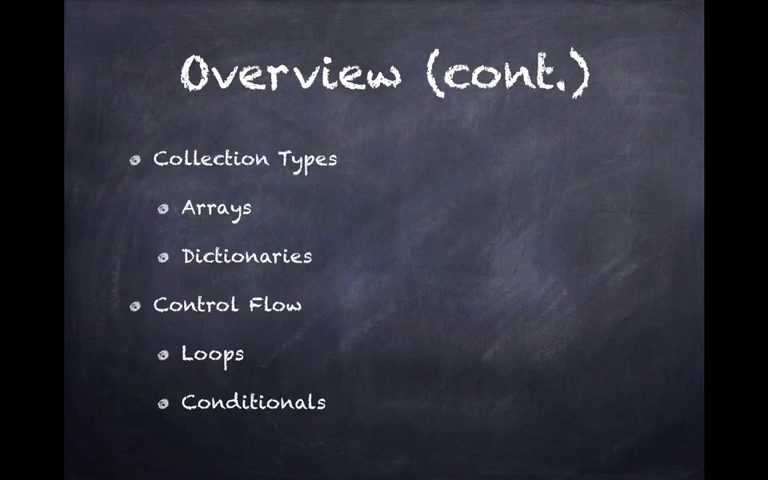 Overview (cont.)
Collection Types
Arrays
Dictionaries
Control Flow
Loops
Conditionals